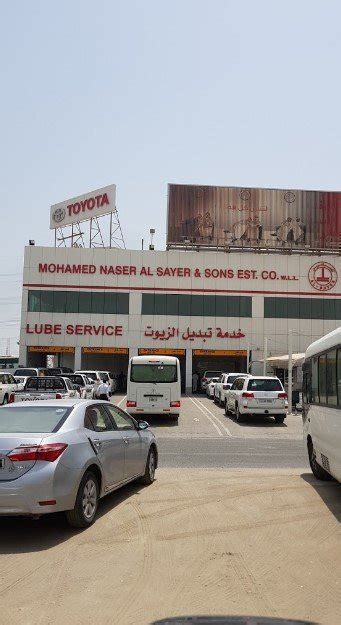 TOYOTA
MOHAMED NASER AL SAYER & SONS EST. CO. W.L.L.
LUBE SERVICE
خدمة تبديل الزيوت